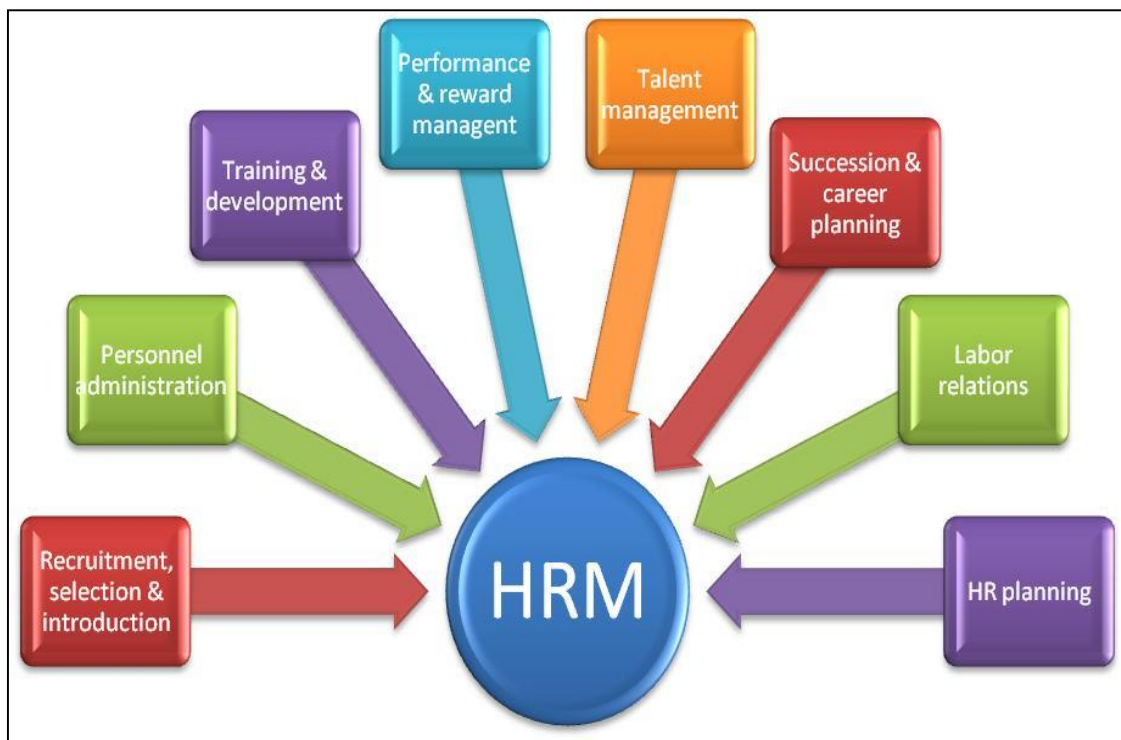 Recruitment,
selection &
introduction
Personnel
administration
Training &
development
Performance
& reward
managent
Talent
management
Succession &
career
planning
Labor
relations
HR planning
HRM